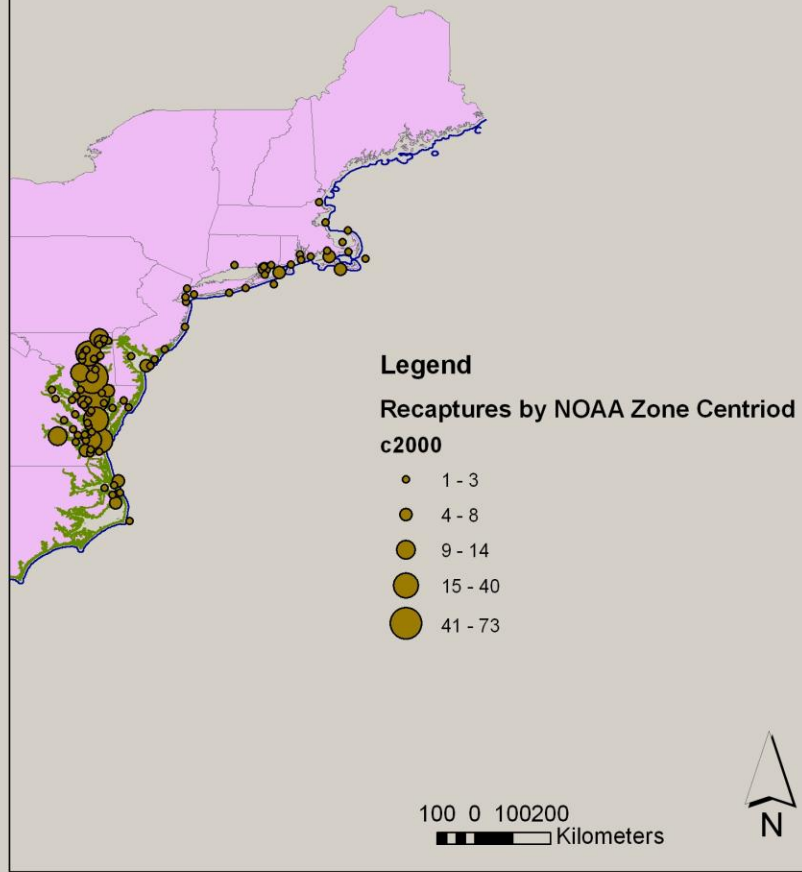 Legend
Recaptures by NOAA Zone Centriod
c2000
1 - 3
4 - 8
9 - 14
15 - 40
41 - 73
100 0 100200
Kilometers
N